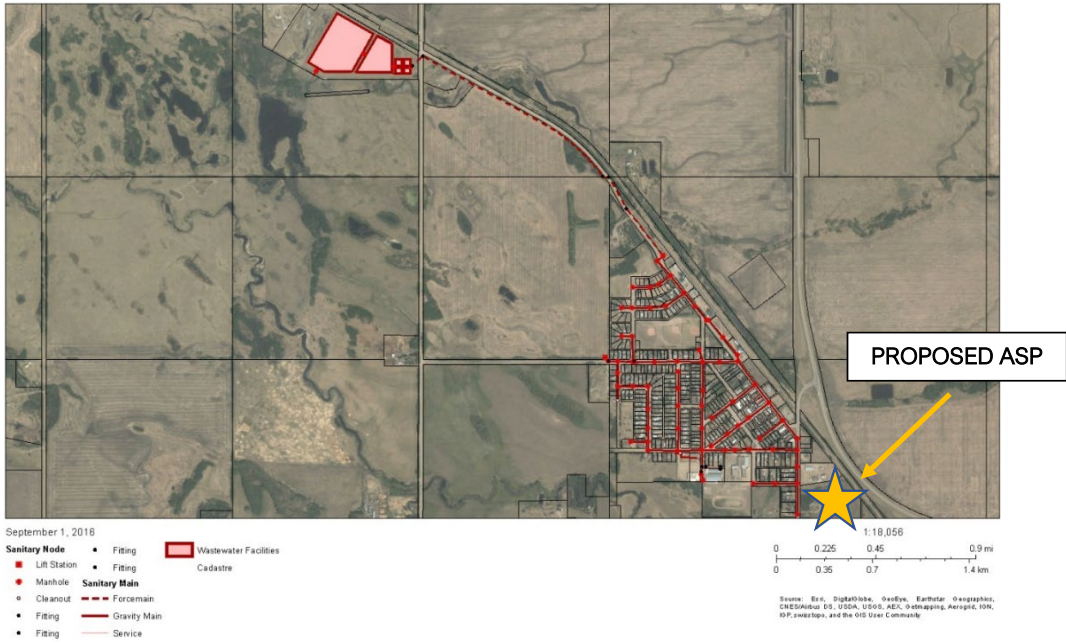 PROPOSED ASP
September 1, 2016
Sanitary Node
Lift Station
Manhole
Cleanout
Fitting
Fitting
Fitting
Fitting
Sanitary Main
Forcemain
Gravity Main
Service
Wastewater Facilities
Cadastre
1:18,056
0 0.225 0.45 0.9 mi
0 0.35 0.7 1.4 km
Source: Esri, DigitalGlobe, GeoEye, Earthstar Geographics,
CNES/Airbus DS, USDA, USGS, AEX, Getmapping, Aerogrid, IGN,
IGP, swisstopo, and the GIS User Community